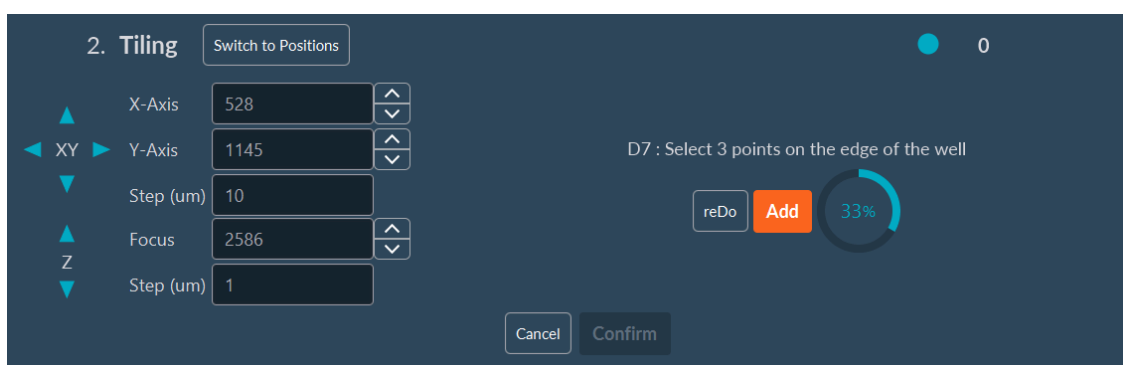 2. Tiling Switch to Positions 0
X-Axis 528
XY Y-Axis 1145
Step (um) 10
Focus 2586
Z
Step (um) 1
D7 : Select 3 points on the edge of the well
reDo Add 33%
Cancel Confirm